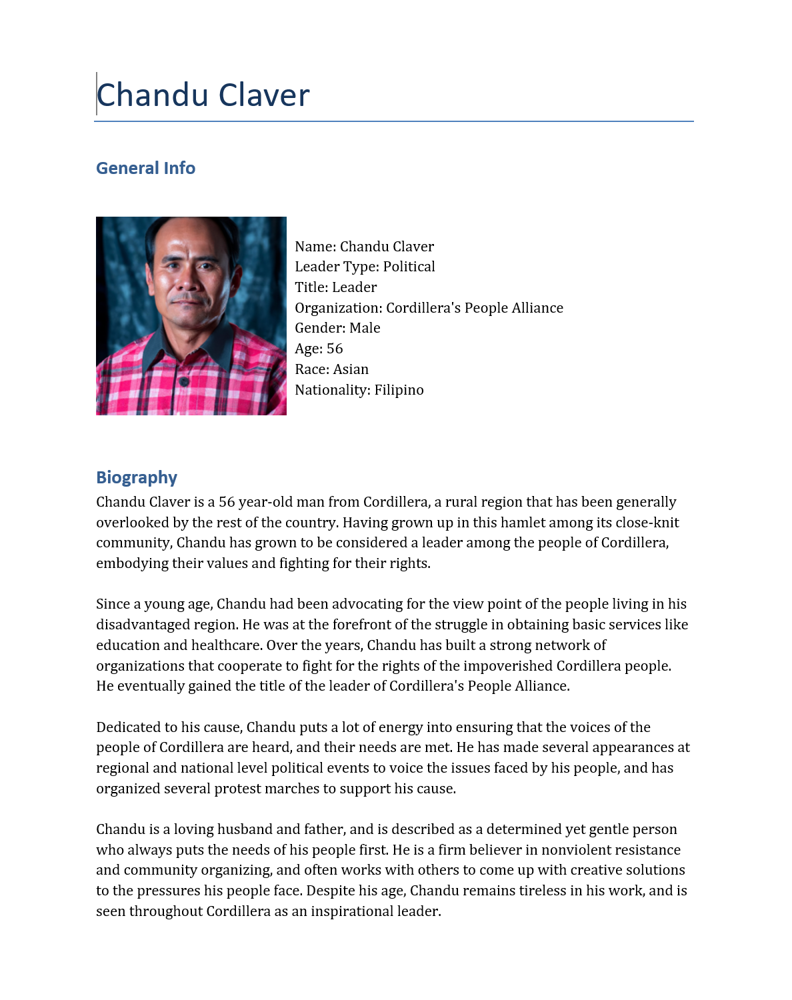 Chandu Claver
General Info
Name: Chandu Claver
Leader Type: Political
Title: Leader
Organization: Cordillera's People Alliance
Gender: Male
Age: 56
Race: Asian
Nationality: Filipino
Biography
Chandu Claver is a 56 year-old man from Cordillera, a rural region that has been generally
overlooked by the rest of the country. Having grown up in this hamlet among its close-knit
community, Chandu has grown to be considered a leader among the people of Cordillera,
embodying their values and fighting for their rights.
Since a young age, Chandu had been advocating for the view point of the people living in his
disadvantaged region. He was at the forefront of the struggle in obtaining basic services like
education and healthcare. Over the years, Chandu has built a strong network of
organizations that cooperate to fight for the rights of the impoverished Cordillera people.
He eventually gained the title of the leader of Cordillera's People Alliance.
Dedicated to his cause, Chandu puts a lot of energy into ensuring that the voices of the
people of Cordillera are heard, and their needs are met. He has made several appearances at
regional and national level political events to voice the issues faced by his people, and has
organized several protest marches to support his cause.
Chandu is a loving husband and father, and is described as a determined yet gentle person
who always puts the needs of his people first. He is a firm believer in nonviolent resistance
and community organizing, and often works with others to come up with creative solutions
to the pressures his people face. Despite his age, Chandu remains tireless in his work, and is
seen throughout Cordillera as an inspirational leader.